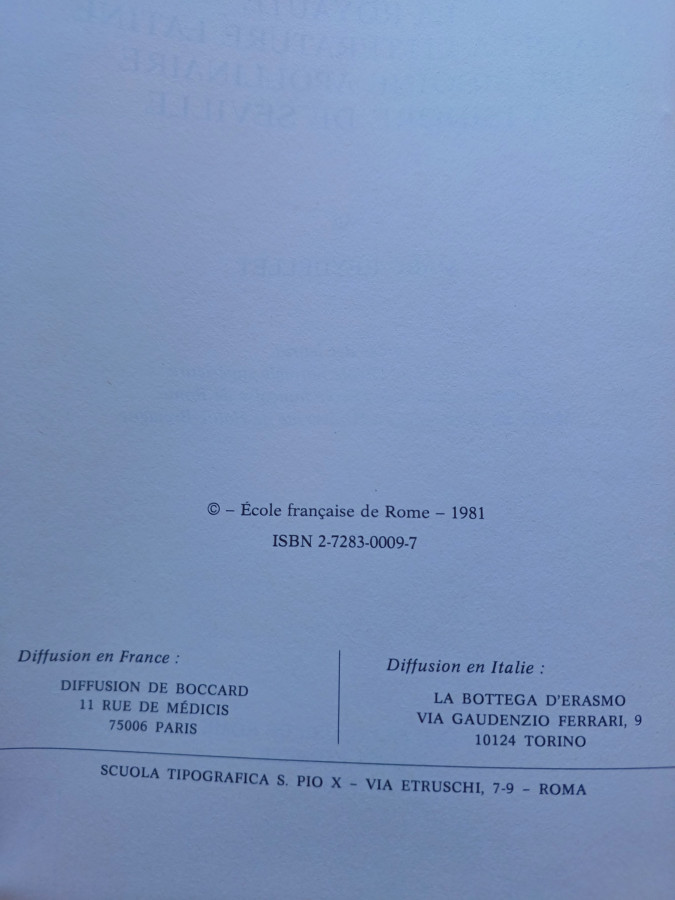 © – École française de Rome – 1981
ISBN 2-7283-0009-7
Diffusion en France :
DIFFUSION DE BOCCARD
11 RUE DE MÉDICIS
75006 PARIS
Diffusion en Italie :
LA BOTTEGA D'ERASMO
VIA GAUDENZIO FERRARI, 9
10124 TORINO
SCUOLA TIPOGRAFICA S. PIO X – VIA ETRUSCHI, 7-9 – ROMA